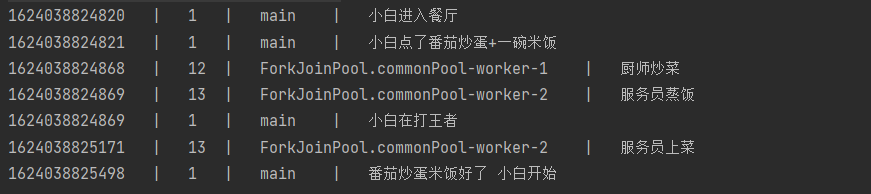 1624038824820 | 1 | main | 小白进入餐厅
1624038824821 | 1 | main | 小白点了番茄炒蛋+一碗米饭
1624038824868 | 12 | ForkJoinPool.commonPool-worker-1 | 厨师炒菜
1624038824869 | 13 | ForkJoinPool.commonPool-worker-2 | 服务员蒸饭
1624038824869 | 1 | main | 小白在打王者
1624038825171 | 13 | ForkJoinPool.commonPool-worker-2 | 服务员上菜
1624038825498 | 1 | main | 番茄炒蛋米饭好了 小白开始